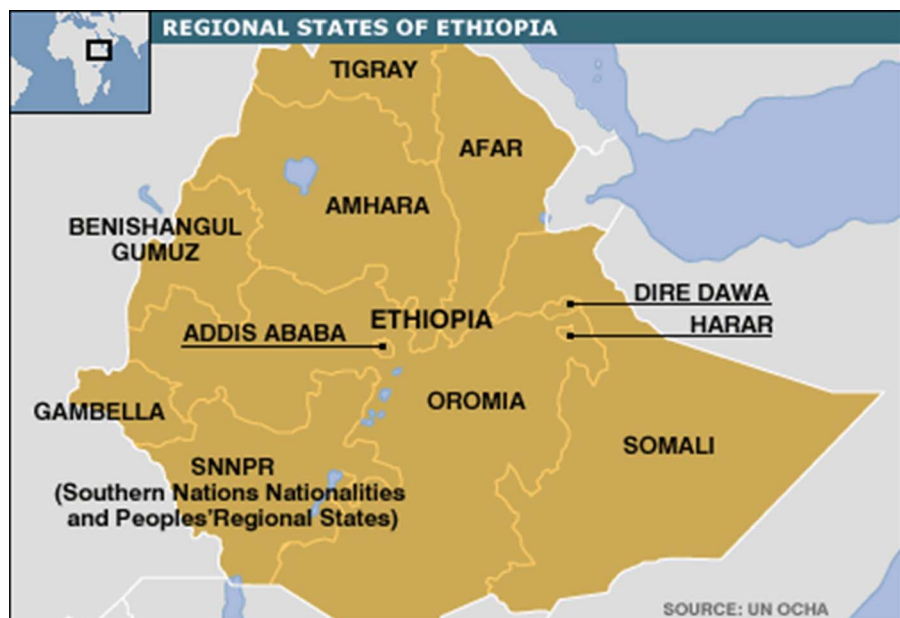 REGIONAL STATES OF ETHIOPIA
TIGRAY
AFAR
AMHARA
BENISHANGUL
GUMUZ
DIRE DAWA
ETHIOPIA
HARAR
ADDIS ABABA
OROMIA
GAMBELLA
SOMALI
SNNPR
(Southern Nations Nationalities
and Peoples'Regional States)
SOURCE: UN OCHA